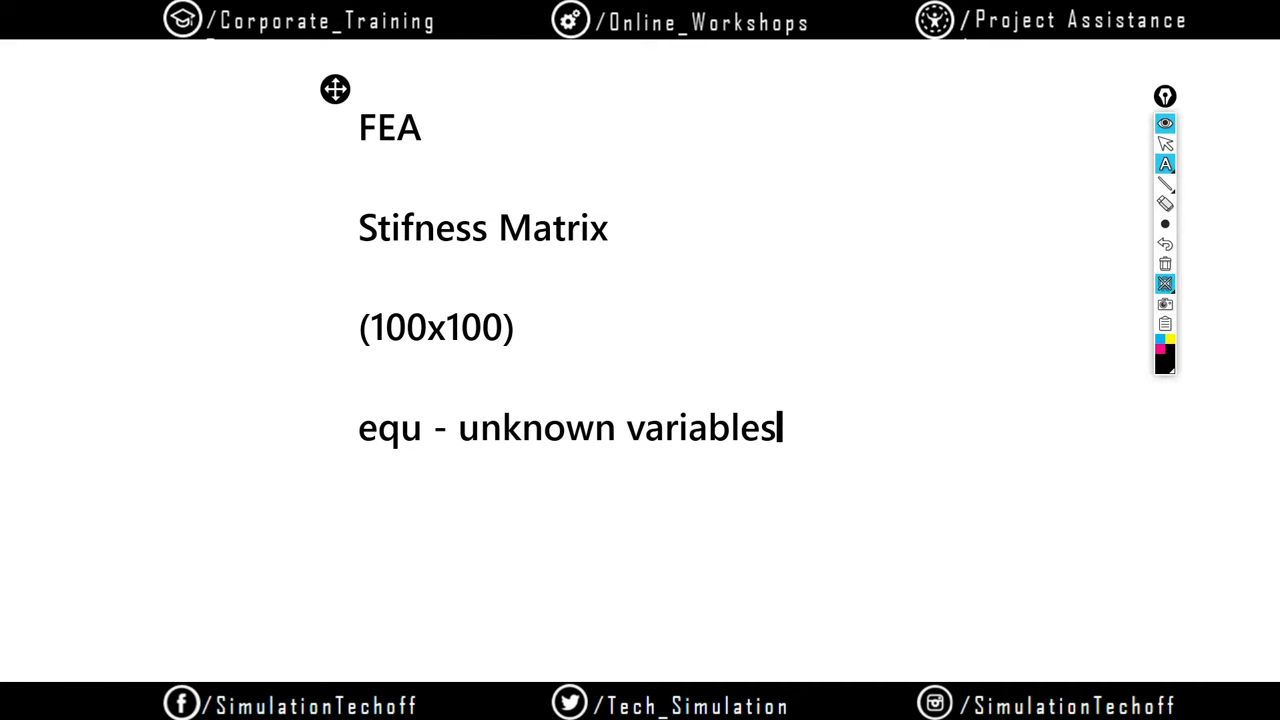 /Corporate_Training
/Online_Workshops
/Project Assistance
FEA
Stifness Matrix
(100x100)
equ - unknown variables
/SimulationTechoff
/Tech_Simulation
/SimulationTechoff